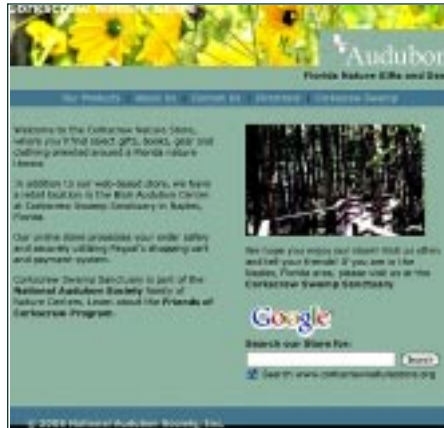 CORKSCREW NATURE STORE
Audubon
Florida Nature Gifts and
Our Products | About Us | Contact Us | Directions | Corkscrew Swamp
Welcome to the Corkscrew Nature Store,
where you'll find select gifts, books, gear and
clothing oriented around a Florida nature
theme.
In addition to our web-based store, we have
a retail location in the Blair Audubon Center
at Corkscrew Swamp Sanctuary in Naples,
Florida.
Our online store processes your order safely
and securely utilizing Paypal's shopping cart
and payment system.
Corkscrew Swamp Sanctuary is part of the
National Audubon Society family of
Nature Centers. Learn about the Friends of
Corkscrew Program.
We hope you enjoy our store! Visit us often
and tell your friends! If you are in the
Naples, Florida area, please visit us at the
Corkscrew Swamp Sanctuary
Google
Search our Store for:
Search
Search www.corkscrewnaturestore.org
National Audubon Society, Inc.